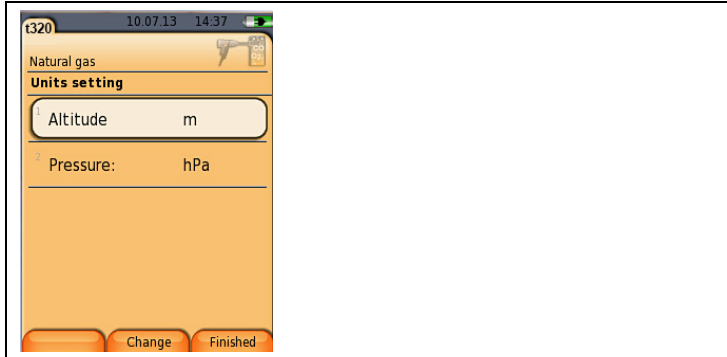 t320 10.07.13 14:37
Natural gas
Units setting
1 Altitude m
2 Pressure: hPa
Change Finished